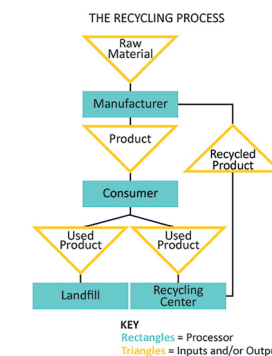 THE RECYCLING PROCESS
Raw
Material
Manufacturer
Product
Recycled
Product
Consumer
Used
Product
Used
Product
Landfill
Recycling
Center
KEY
Rectangles = Processor
Triangles = Inputs and/or